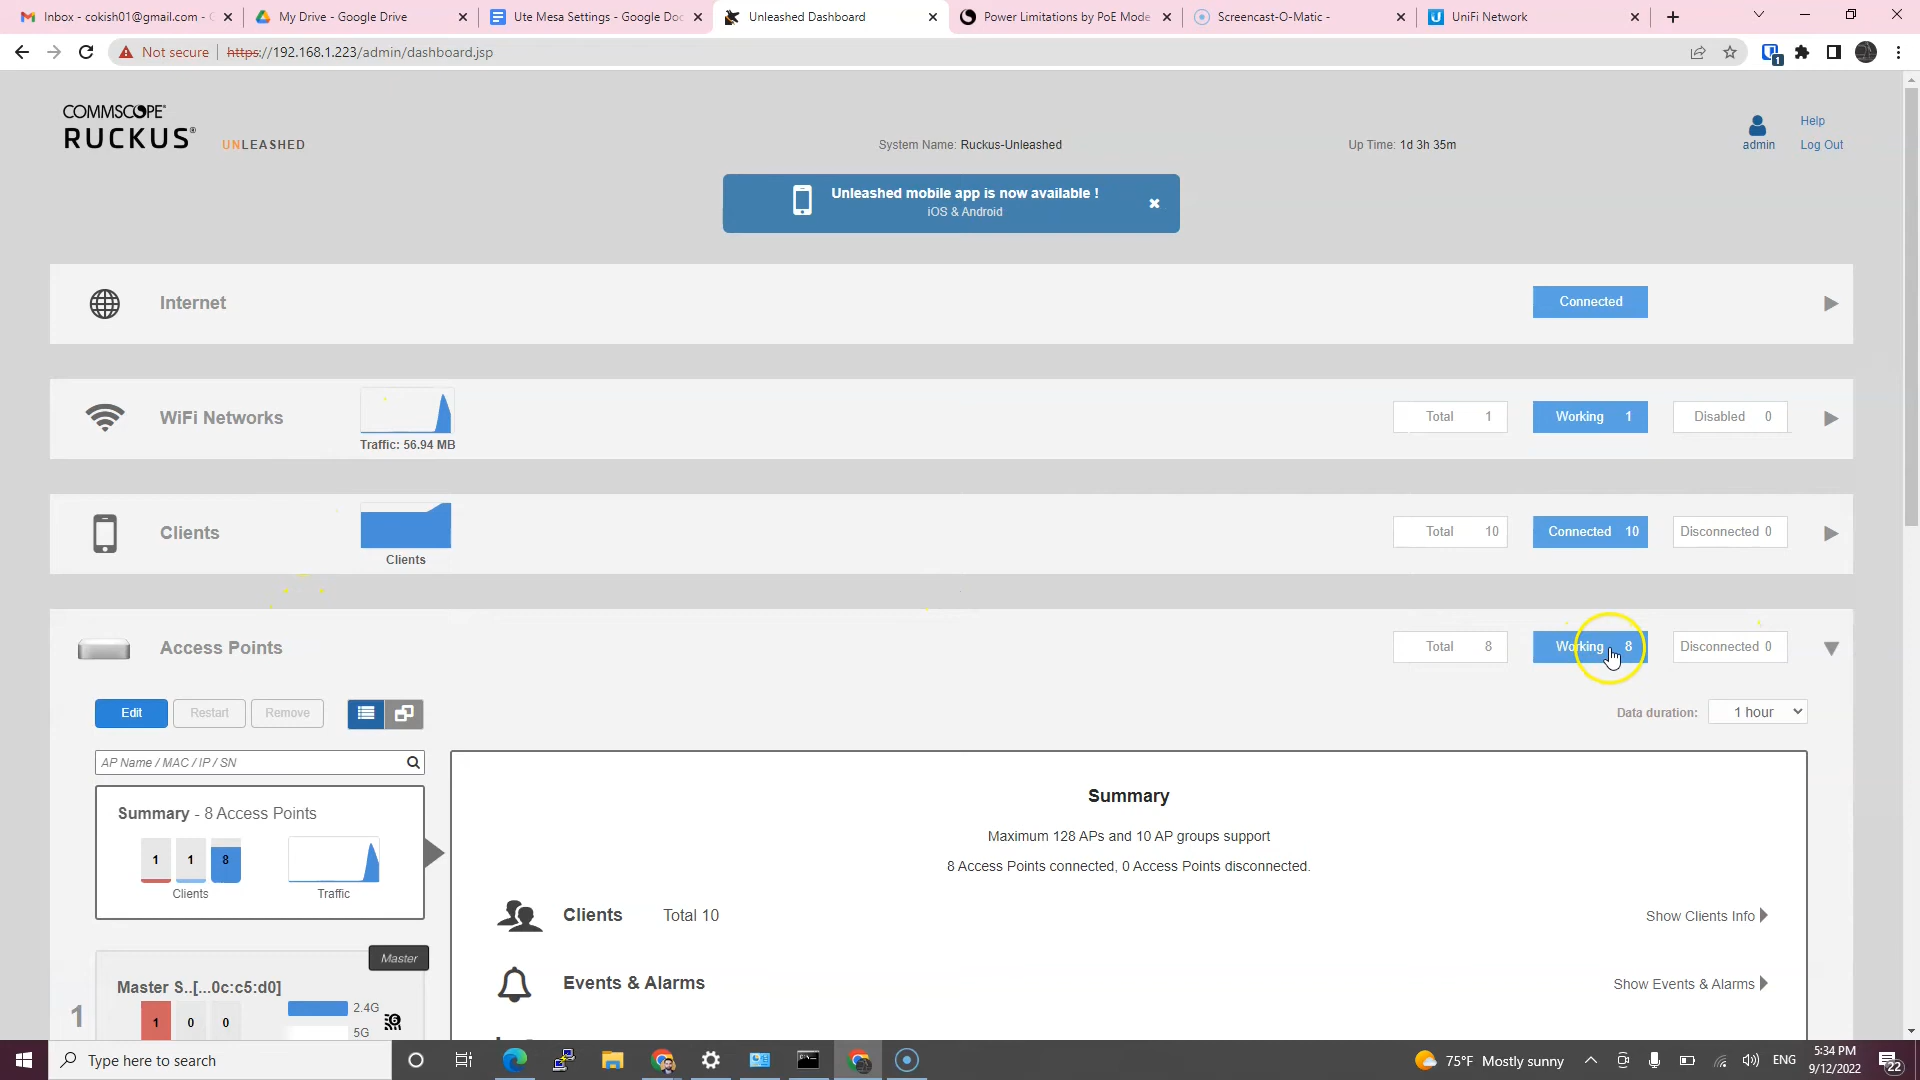 Inbox - cokish01@gmail.com -
My Drive - Google Drive
Ute Mesa Settings - Google Doc
Unleashed Dashboard
Power Limitations by PoE Mode
Screencast-O-Matic -
UniFi Network
Not secure
https://192.168.1.223/admin/dashboard.jsp
1
COMMSCOPE®
RUCKUS®
UNLEASHED
System Name: Ruckus-Unleashed
Up Time: 1d 3h 35m
admin
Help
Log Out
Unleashed mobile app is now available !
iOS & Android
Internet
Connected
WiFi Networks
Traffic: 56.94 MB
Total 1
Working 1
Disabled 0
Clients
Clients
Total 10
Connected 10
Disconnected 0
Access Points
Total 8
Working 8
Disconnected 0
Edit
Restart
Remove
Data duration:
1 hour
AP Name / MAC / IP / SN
Summary - 8 Access Points
1 1 8
Clients
Traffic
Summary
Maximum 128 APs and 10 AP groups support
8 Access Points connected, 0 Access Points disconnected.
Clients Total 10
Show Clients Info
Events & Alarms
Show Events & Alarms
Master
Master S..[...0c:c5:d0]
1
1 0 0
2.4G
5G
6
Type here to search
75°F Mostly sunny
ENG
5:34 PM
9/12/2022
22